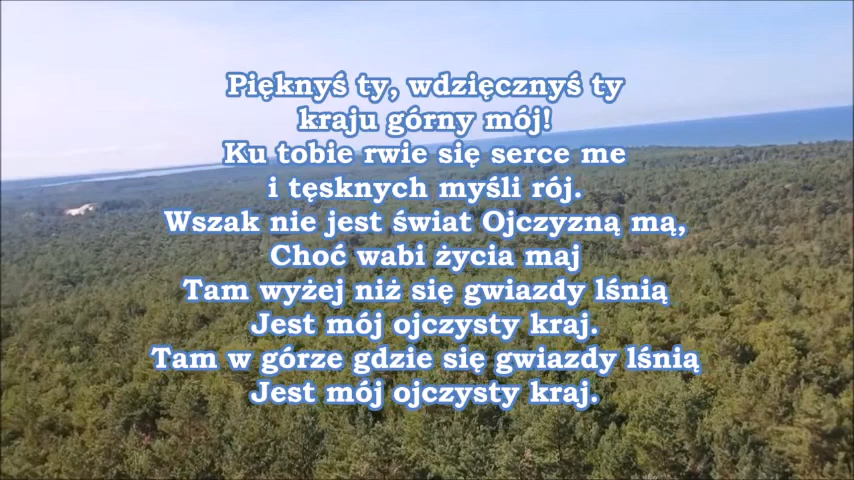 Pięknyś ty, wdzięcznyś ty
kraju górny mój!
Ku tobie rwie się serce me
i tęsknych myśli rój.
Wszak nie jest świat Ojczyzną mą,
Choć wabi życia maj
Tam wyżej niż się gwiazdy lśnią
Jest mój ojczysty kraj.
Tam w górze gdzie się gwiazdy lśnią
Jest mój ojczysty kraj.